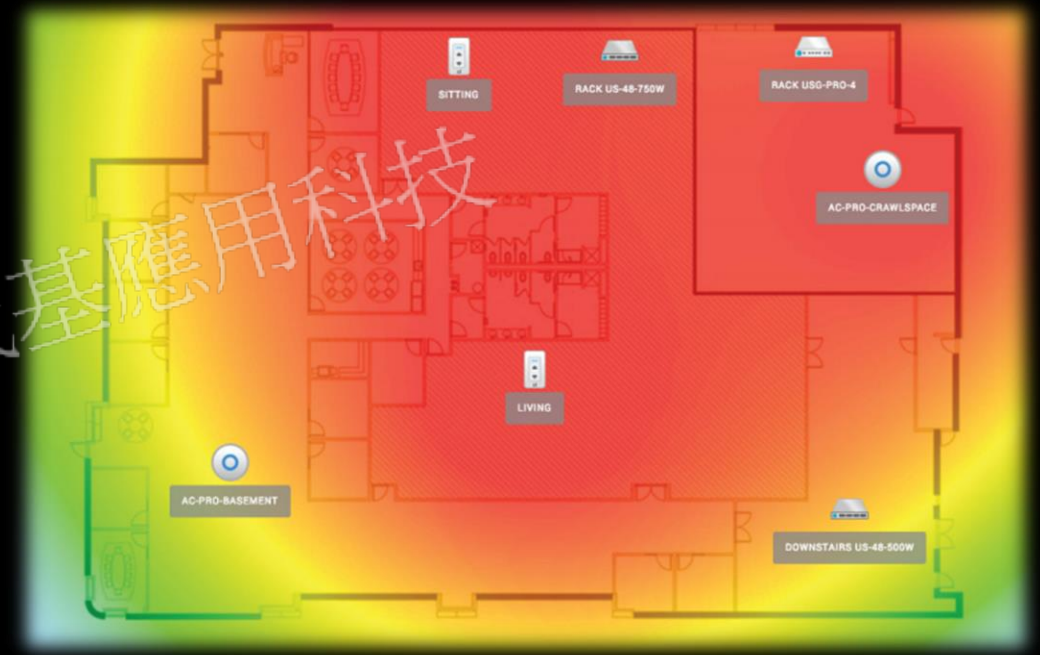 SITTING
RACK US-48-750W
RACK USG-PRO-4
AC-PRO-CRAWLSPACE
基應用科技
LIVING
AC-PRO-BASEMENT
DOWNSTAIRS US-48-500W